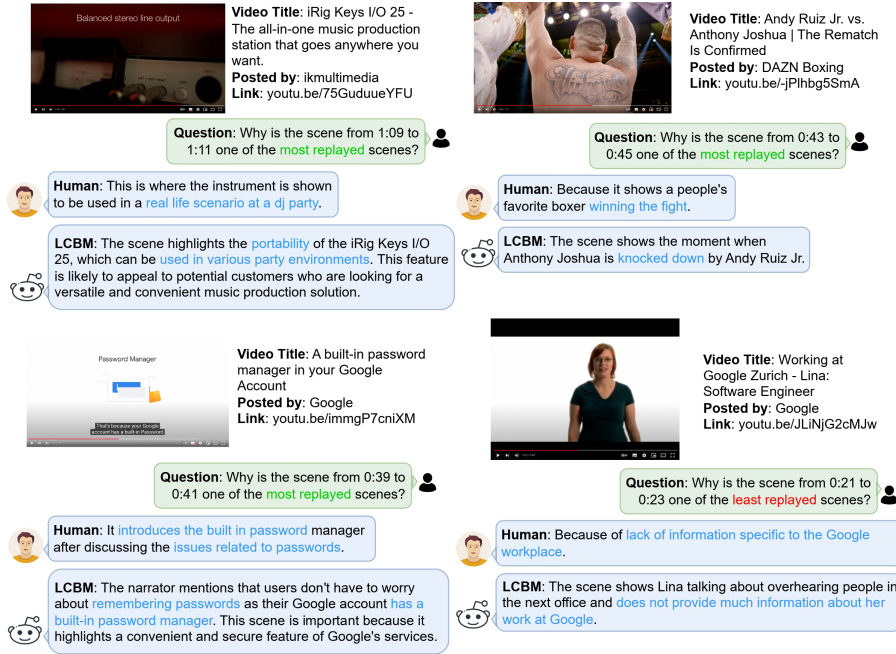 Balanced stereo line output
Video Title: iRig Keys I/O 25 -
The all-in-one music production
station that goes anywhere you
want.
Posted by: ikmultimedia
Link: youtu.be/75GuduueYFU
Question: Why is the scene from 1:09 to
1:11 one of the most replayed scenes?
Human: This is where the instrument is shown
to be used in a real life scenario at a dj party.
LCBM: The scene highlights the portability of the iRig Keys I/O
25, which can be used in various party environments. This feature
is likely to appeal to potential customers who are looking for a
versatile and convenient music production solution.
Video Title: Andy Ruiz Jr. vs.
Anthony Joshua | The Rematch
Is Confirmed
Posted by: DAZN Boxing
Link: youtu.be/-jPlhbg5SmA
Question: Why is the scene from 0:43 to
0:45 one of the most replayed scenes?
Human: Because it shows a people's
favorite boxer winning the fight.
LCBM: The scene shows the moment when
Anthony Joshua is knocked down by Andy Ruiz Jr.
Password Manager
That's because your Google
account has a built-in Password
Video Title: A built-in password
manager in your Google
Account
Posted by: Google
Link: youtu.be/immgP7cniXM
Question: Why is the scene from 0:39 to
0:41 one of the most replayed scenes?
Human: It introduces the built in password manager
after discussing the issues related to passwords.
LCBM: The narrator mentions that users don't have to worry
about remembering passwords as their Google account has a
built-in password manager. This scene is important because it
highlights a convenient and secure feature of Google's services.
Video Title: Working at
Google Zurich - Lina:
Software Engineer
Posted by: Google
Link: youtu.be/JLiNjG2cMJw
Question: Why is the scene from 0:21 to
0:23 one of the least replayed scenes?
Human: Because of lack of information specific to the Google
workplace.
LCBM: The scene shows Lina talking about overhearing people in
the next office and does not provide much information about her
work at Google.